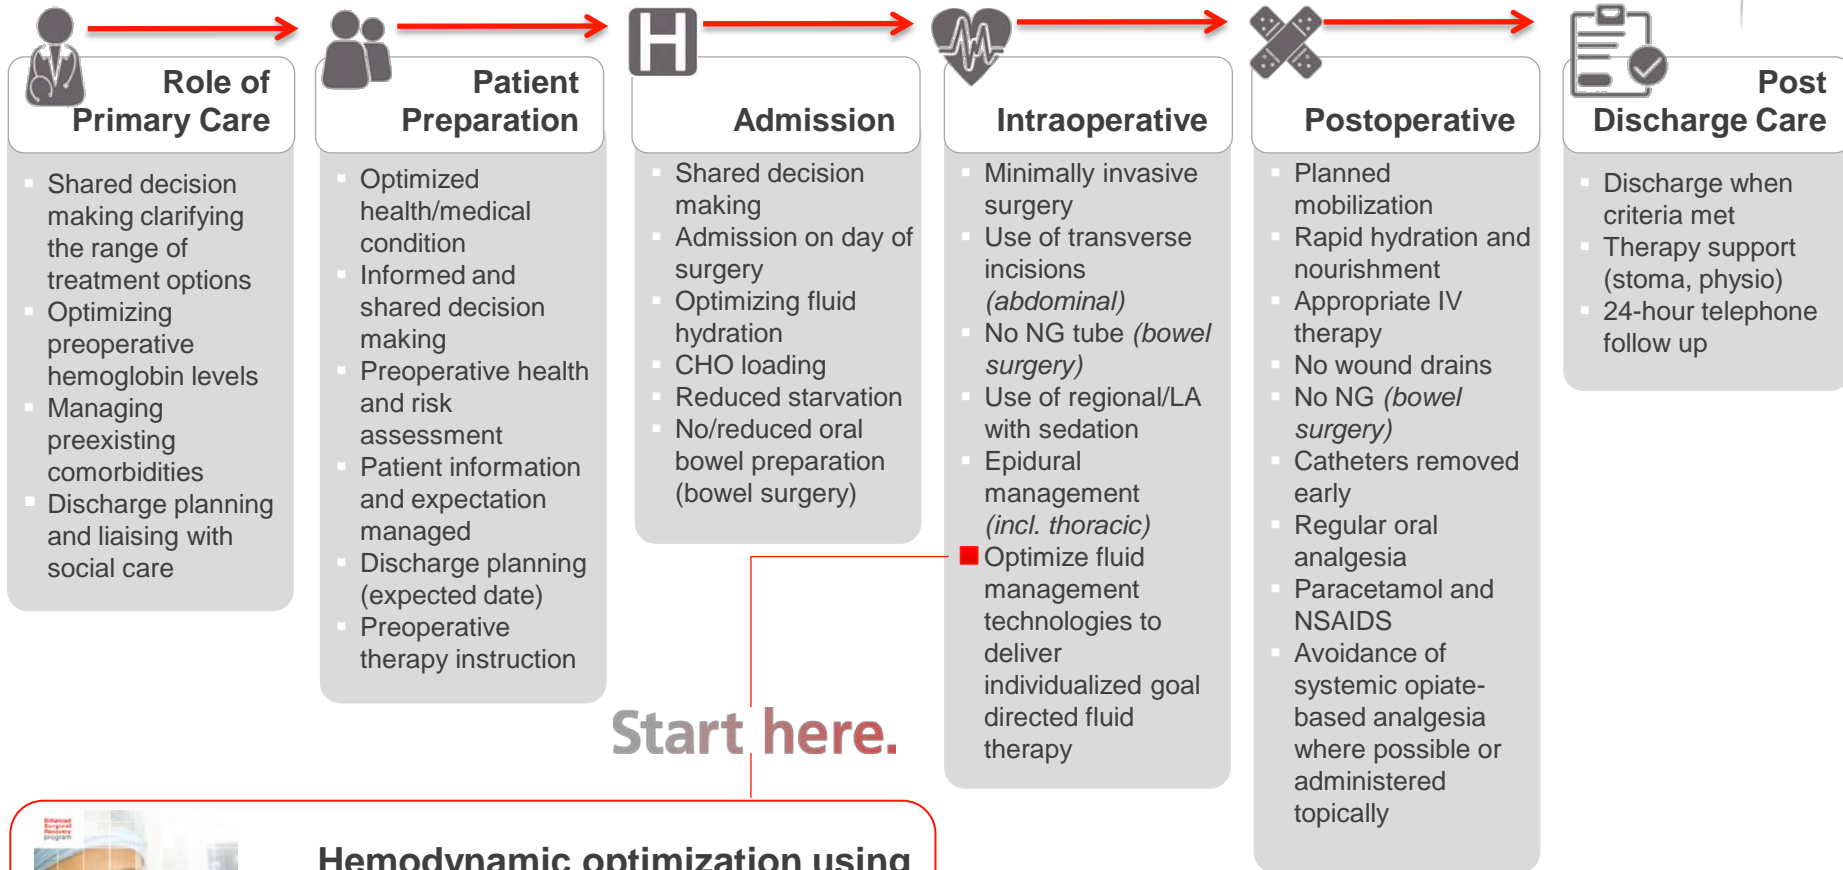 Role of
Primary Care
Shared decision
making clarifying
the range of
treatment options
Optimizing
preoperative
hemoglobin levels
Managing
preexisting
comorbidities
Discharge planning
and liaising with
social care
Patient
Preparation
Optimized
health/medical
condition
Informed and
shared decision
making
Preoperative health
and risk
assessment
Patient information
and expectation
managed
Discharge planning
(expected date)
Preoperative
therapy instruction
H
Admission
Shared decision
making
Admission on day of
surgery
Optimizing fluid
hydration
CHO loading
Reduced starvation
No/reduced oral
bowel preparation
(bowel surgery)
Intraoperative
Minimally invasive
surgery
Use of transverse
incisions
(abdominal)
No NG tube (bowel
surgery)
Use of regional/LA
with sedation
Epidural
management
(incl. thoracic)
Optimize fluid
management
technologies to
deliver
individualized goal
directed fluid
therapy
Postoperative
Planned
mobilization
Rapid hydration and
nourishment
Appropriate IV
therapy
No wound drains
No NG (bowel
surgery)
Catheters removed
early
Regular oral
analgesia
Paracetamol and
NSAIDS
Avoidance of
systemic opiate-
based analgesia
where possible or
administered
topically
Post
Discharge Care
Discharge when
criteria met
Therapy support
(stoma, physio)
24-hour telephone
follow up
Start here.
Enhanced
Surgical
Recovery
program
Hemodynamic optimization using